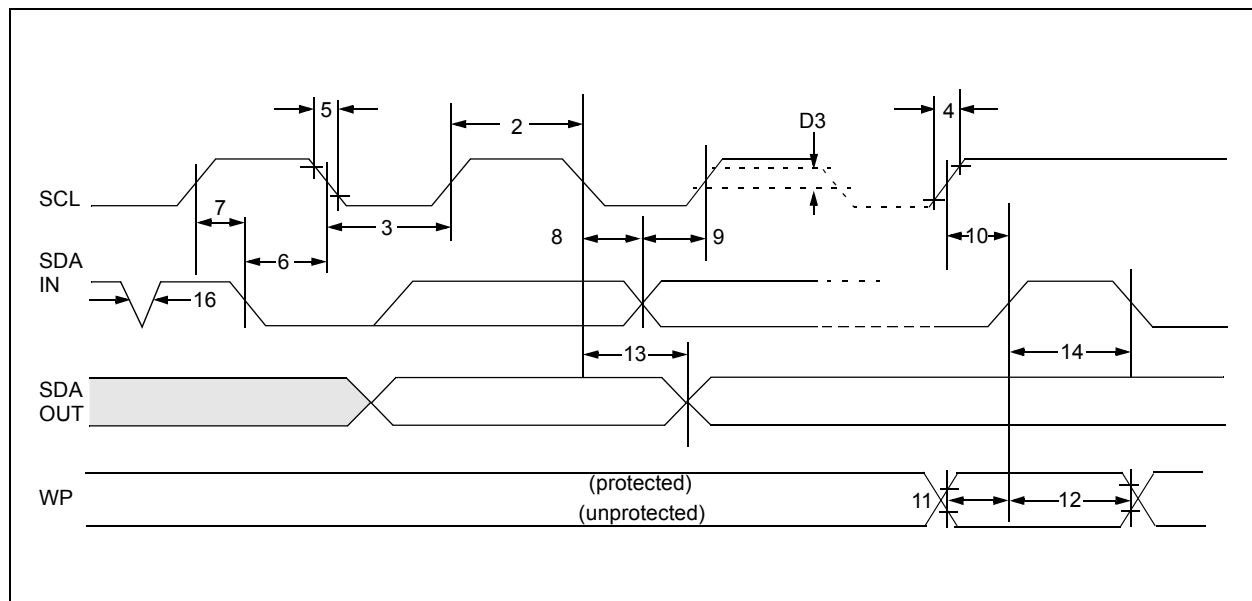 5
2
D3
4
SCL
7
3
8
9
10
SDA
IN
6
16
13
14
SDA
OUT
WP
(protected)
(unprotected)
11
12